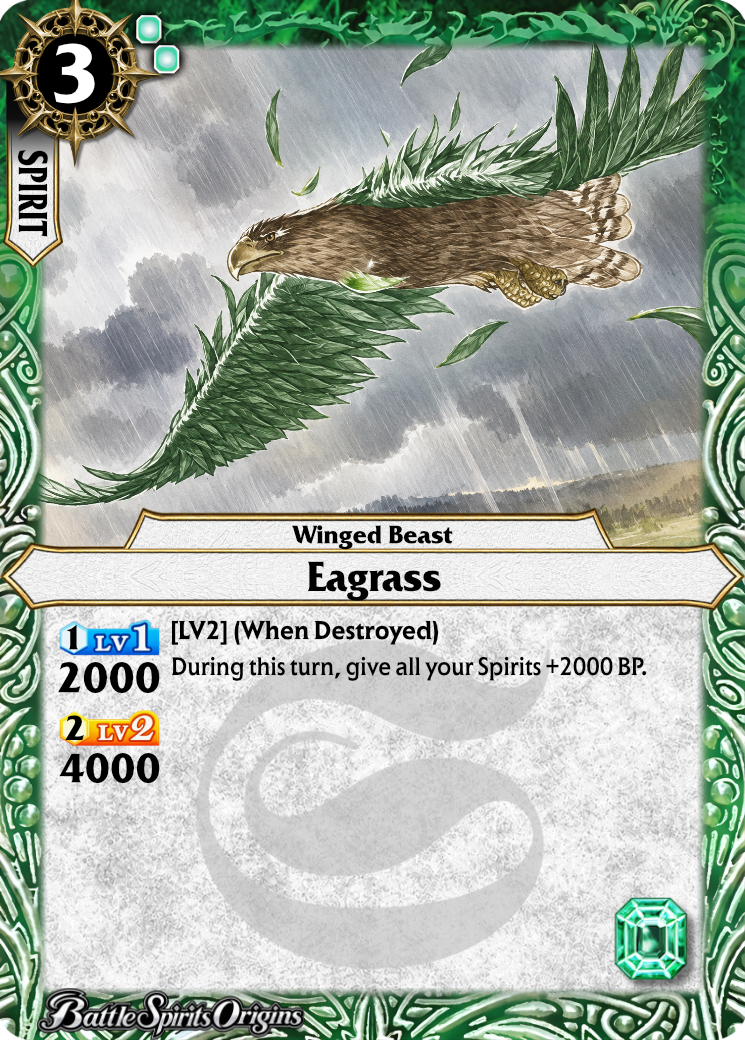 3
SPIRIT
Winged Beast
Eagrass
1 LV1
2000
[LV2] (When Destroyed)
During this turn, give all your Spirits +2000 BP.
2 LV2
4000
Battle Spirits Origins